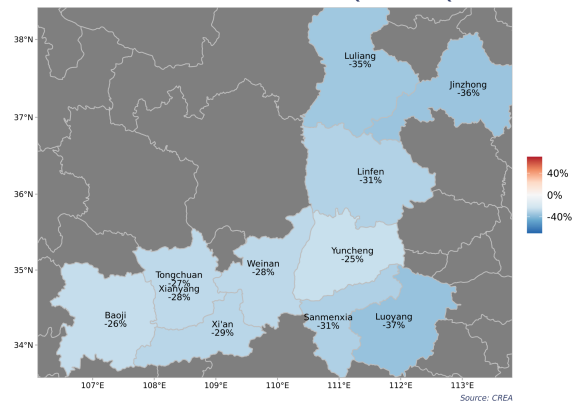 38°N
37°N
36°N
35°N
34°N
Luliang
-35%
Jinzhong
-36%
Linfen
-31%
Yuncheng
-25%
Weinan
-28%
Tongchuan
-27%
Xianyang
-28%
Baoji
-26%
Xi'an
-29%
Sanmenxia
-31%
Luoyang
-37%
40%
0%
-40%
107°E
108°E
109°E
110°E
111°E
112°E
113°E
Source: CREA